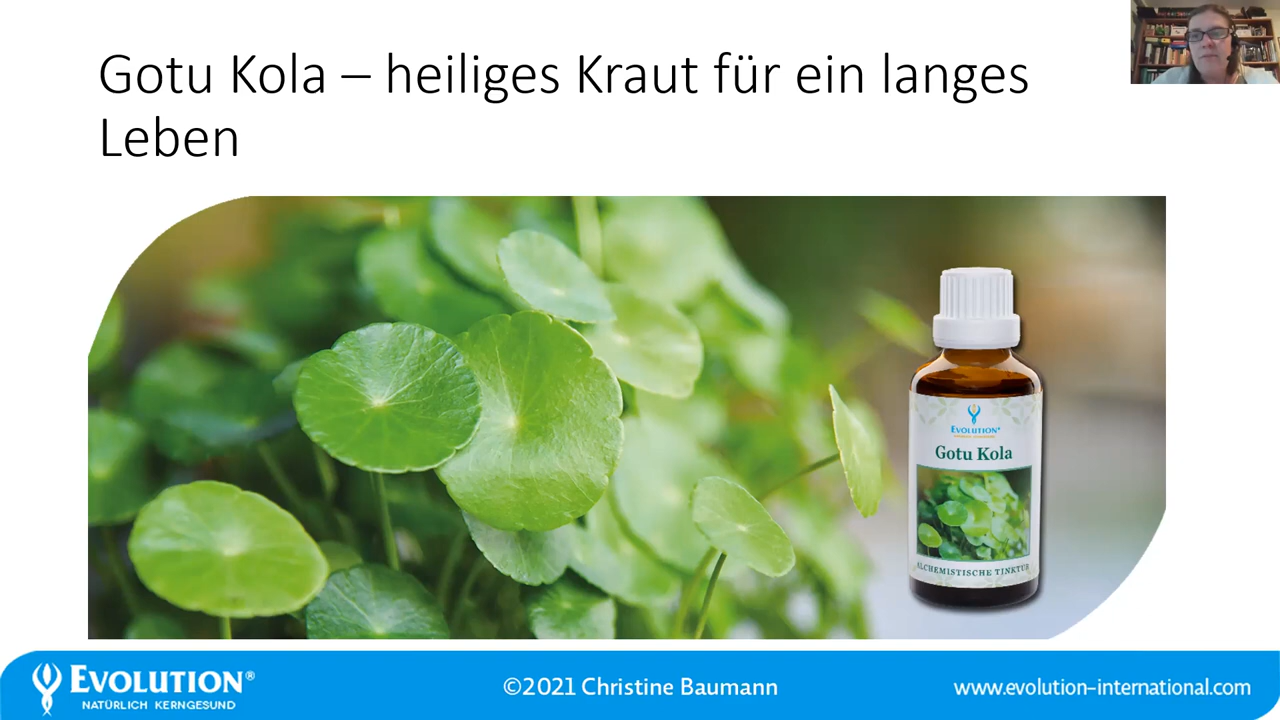 Gotu Kola – heiliges Kraut für ein langes
Leben
EVOLUTION®
Gotu Kola
ALCHEMISTISCHE TINKTUR
EVOLUTION®
NATÜRLICH KERNGESUND
©2021 Christine Baumann
www.evolution-international.com